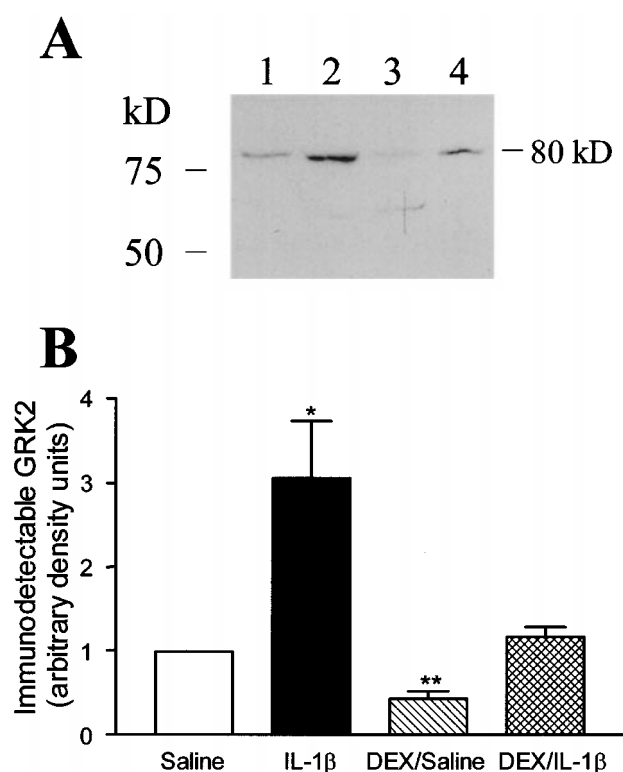 A
1 2 3 4
kD
80 kD
75
50
B
Immunodetectable GRK2
(arbitrary density units)
4
3
2
1
0
*
**
Saline IL-1β DEX/Saline DEX/IL-1β